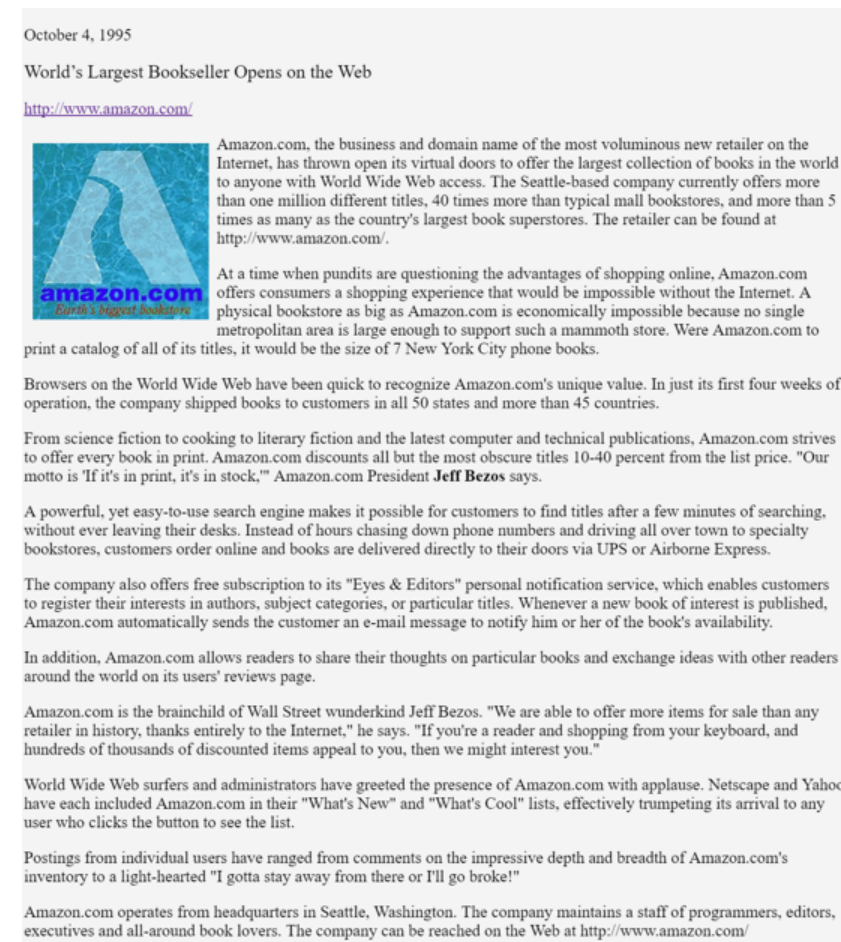 October 4, 1995
World's Largest Bookseller Opens on the Web
http://www.amazon.com/
amazon.com
Earth's biggest bookstore
Amazon.com, the business and domain name of the most voluminous new retailer on the
Internet, has thrown open its virtual doors to offer the largest collection of books in the world
to anyone with World Wide Web access. The Seattle-based company currently offers more
than one million different titles, 40 times more than typical mall bookstores, and more than 5
times as many as the country's largest book superstores. The retailer can be found at
http://www.amazon.com/.
At a time when pundits are questioning the advantages of shopping online, Amazon.com
offers consumers a shopping experience that would be impossible without the Internet. A
physical bookstore as big as Amazon.com is economically impossible because no single
metropolitan area is large enough to support such a mammoth store. Were Amazon.com to
print a catalog of all of its titles, it would be the size of 7 New York City phone books.
Browsers on the World Wide Web have been quick to recognize Amazon.com's unique value. In just its first four weeks of
operation, the company shipped books to customers in all 50 states and more than 45 countries.
From science fiction to cooking to literary fiction and the latest computer and technical publications, Amazon.com strives
to offer every book in print. Amazon.com discounts all but the most obscure titles 10-40 percent from the list price. "Our
motto is 'If it's in print, it's in stock,'" Amazon.com President Jeff Bezos says.
A powerful, yet easy-to-use search engine makes it possible for customers to find titles after a few minutes of searching,
without ever leaving their desks. Instead of hours chasing down phone numbers and driving all over town to specialty
bookstores, customers order online and books are delivered directly to their doors via UPS or Airborne Express.
The company also offers free subscription to its "Eyes & Editors" personal notification service, which enables customers
to register their interests in authors, subject categories, or particular titles. Whenever a new book of interest is published,
Amazon.com automatically sends the customer an e-mail message to notify him or her of the book's availability.
In addition, Amazon.com allows readers to share their thoughts on particular books and exchange ideas with other readers
around the world on its users' reviews page.
Amazon.com is the brainchild of Wall Street wunderkind Jeff Bezos. "We are able to offer more items for sale than any
retailer in history, thanks entirely to the Internet," he says. "If you're a reader and shopping from your keyboard, and
hundreds of thousands of discounted items appeal to you, then we might interest you."
World Wide Web surfers and administrators have greeted the presence of Amazon.com with applause. Netscape and Yahoo
have each included Amazon.com in their "What's New" and "What's Cool" lists, effectively trumpeting its arrival to any
user who clicks the button to see the list.
Postings from individual users have ranged from comments on the impressive depth and breadth of Amazon.com's
inventory to a light-hearted "I gotta stay away from there or I'll go broke!"
Amazon.com operates from headquarters in Seattle, Washington. The company maintains a staff of programmers, editors,
executives and all-around book lovers. The company can be reached on the Web at http://www.amazon.com/